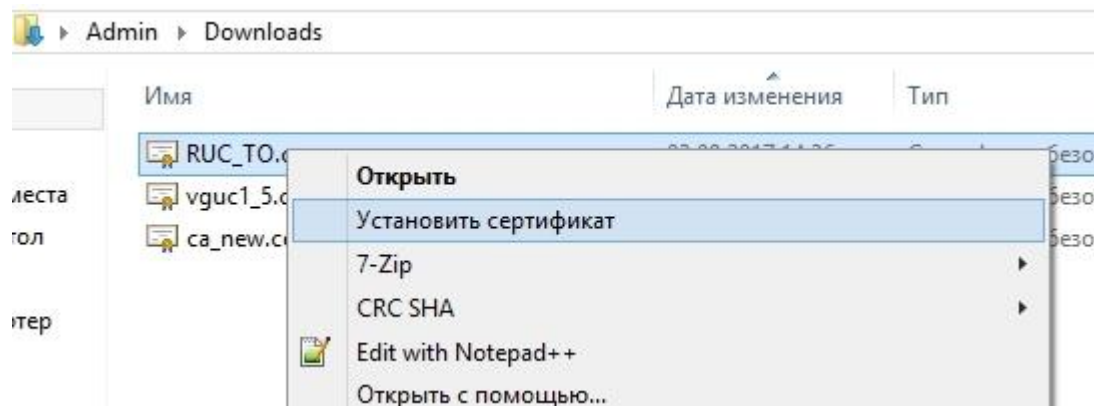 Admin Downloads
Имя Дата изменения Тип
RUC_TO.c
Открыть
vguc1_5.c
Установить сертификат
ca_new.ce
7-Zip
CRC SHA
Edit with Notepad++
Открыть с помощью...